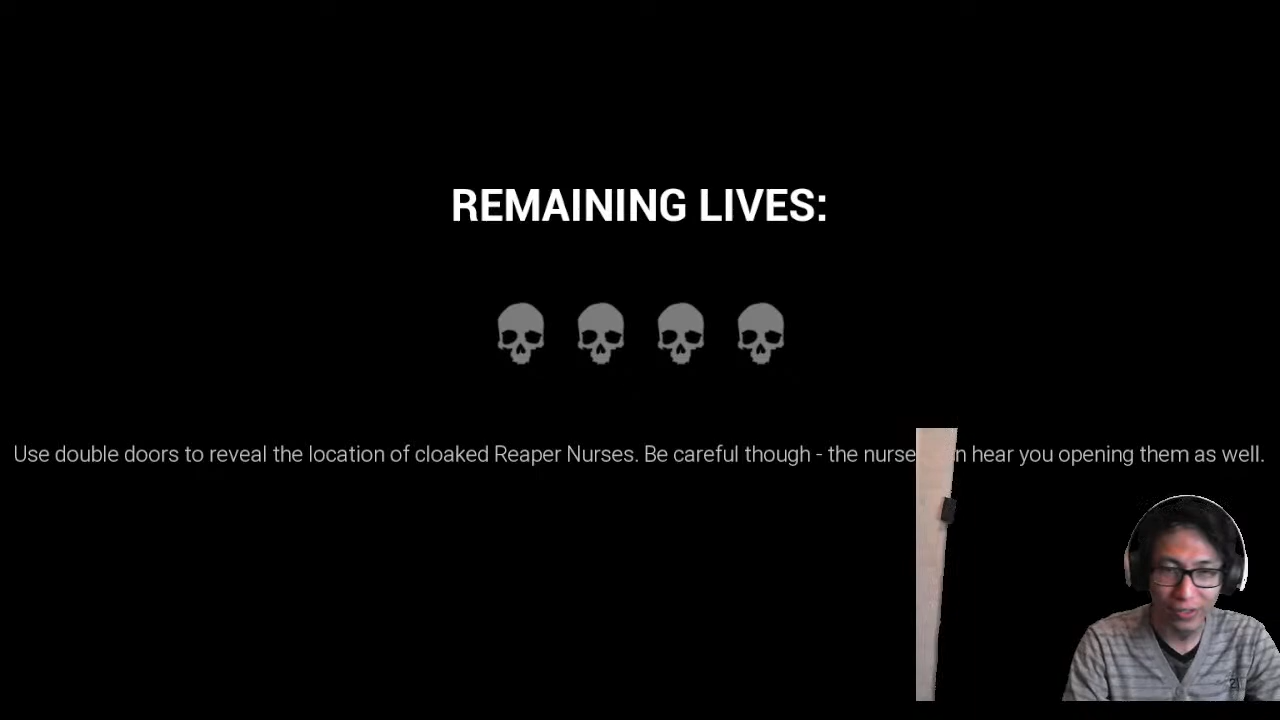 REMAINING LIVES:
Use double doors to reveal the location of cloaked Reaper Nurses. Be careful though - the nurse hear you opening them as well.